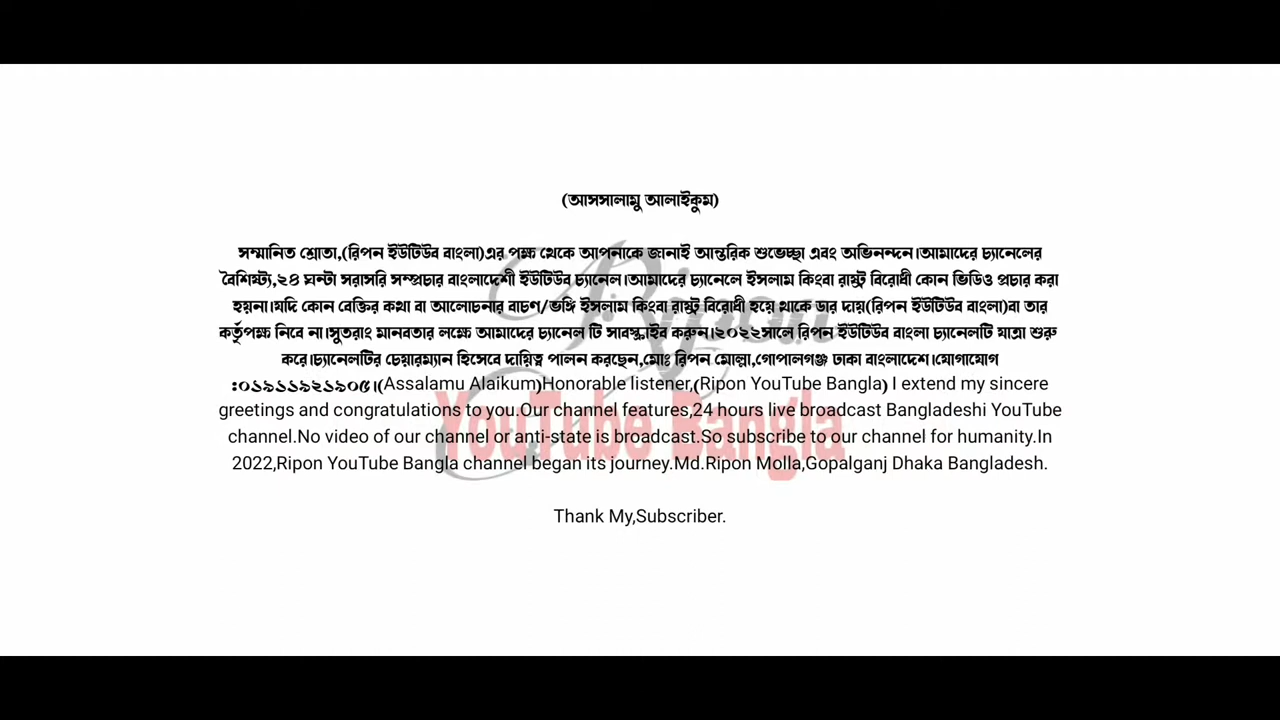 (আসসালামু আলাইকুম)
সম্মানিত শ্রোতা,(রিপন ইউটিউব বাংলা)এর পক্ষ থেকে আপনাকে জানাই আন্তরিক শুভেচ্ছা এবং অভিনন্দন।আমাদের চ্যানেলের
বৈশিষ্ট্য,২৪ ঘন্টা সরাসরি সম্প্রচার বাংলাদেশী ইউটিউব চ্যানেল।আমাদের চ্যানেলে ইসলাম কিংবা রাষ্ট্র বিরোধী কোন ভিডিও প্রচার করা
হয়না।যদি কোন বেক্তির কথা বা আলোচনার বাচণ/ভঙ্গি ইসলাম কিংবা রাষ্ট্র বিরোধী হয়ে থাকে ডার দায়(রিপন ইউটিউব বাংলা)বা তার
কর্তৃপক্ষ নিবে না।সুতরাং মানবতার লক্ষে আমাদের চ্যানেল টি সাবস্ক্রাইব করুন।২০২২সালে রিপন ইউটিউব বাংলা চ্যানেলটি যাত্রা শুরু
করে।চ্যানেলটির চেয়ারম্যান হিসেবে দায়িত্ব পালন করছেন,মোঃ রিপন মোল্লা,গোপালগঞ্জ ঢাকা বাংলাদেশ।যোগাযোগ
:০১৯১১৯২১৯০৫।(Assalamu Alaikum)Honorable listener,(Ripon YouTube Bangla) I extend my sincere
greetings and congratulations to you.Our channel features,24 hours live broadcast Bangladeshi YouTube
channel.No video of our channel or anti-state is broadcast.So subscribe to our channel for humanity.In
2022,Ripon YouTube Bangla channel began its journey.Md.Ripon Molla,Gopalganj Dhaka Bangladesh.
Thank My,Subscriber.
Ripon
YouTube Bangla